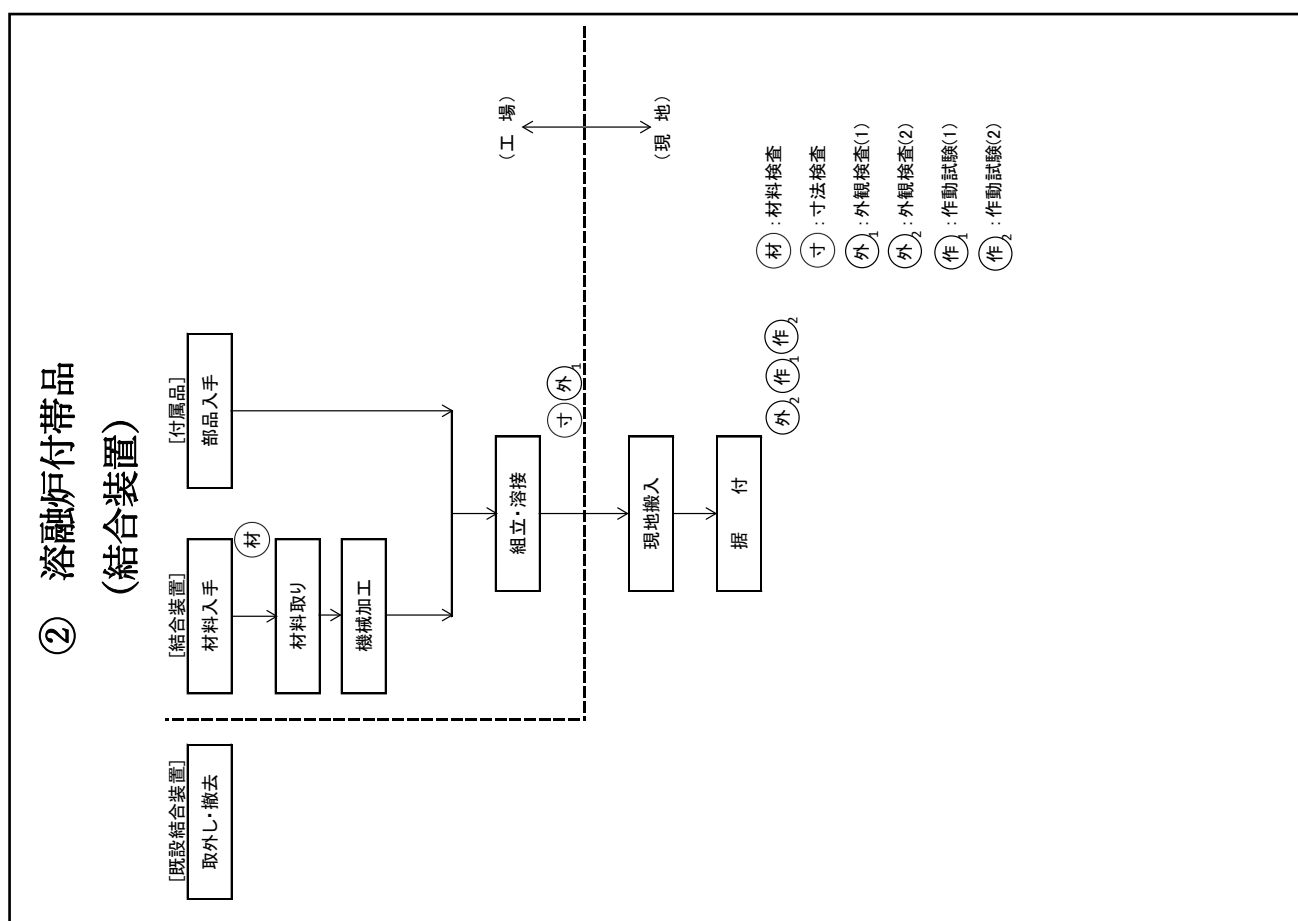 ② 溶融炉付帯品
(結合装置)
[既設結合装置]
取外し・撤去
[結合装置]
材料入手
材
材料取り
機械加工
[付属品]
部品入手
組立・溶接
寸 外1
(工 場)
(現 地)
現地搬入
据 付
外2 作1 作2
材:材料検査
寸:寸法検査
外1:外観検査(1)
外2:外観検査(2)
作1:作動試験(1)
作2:作動試験(2)